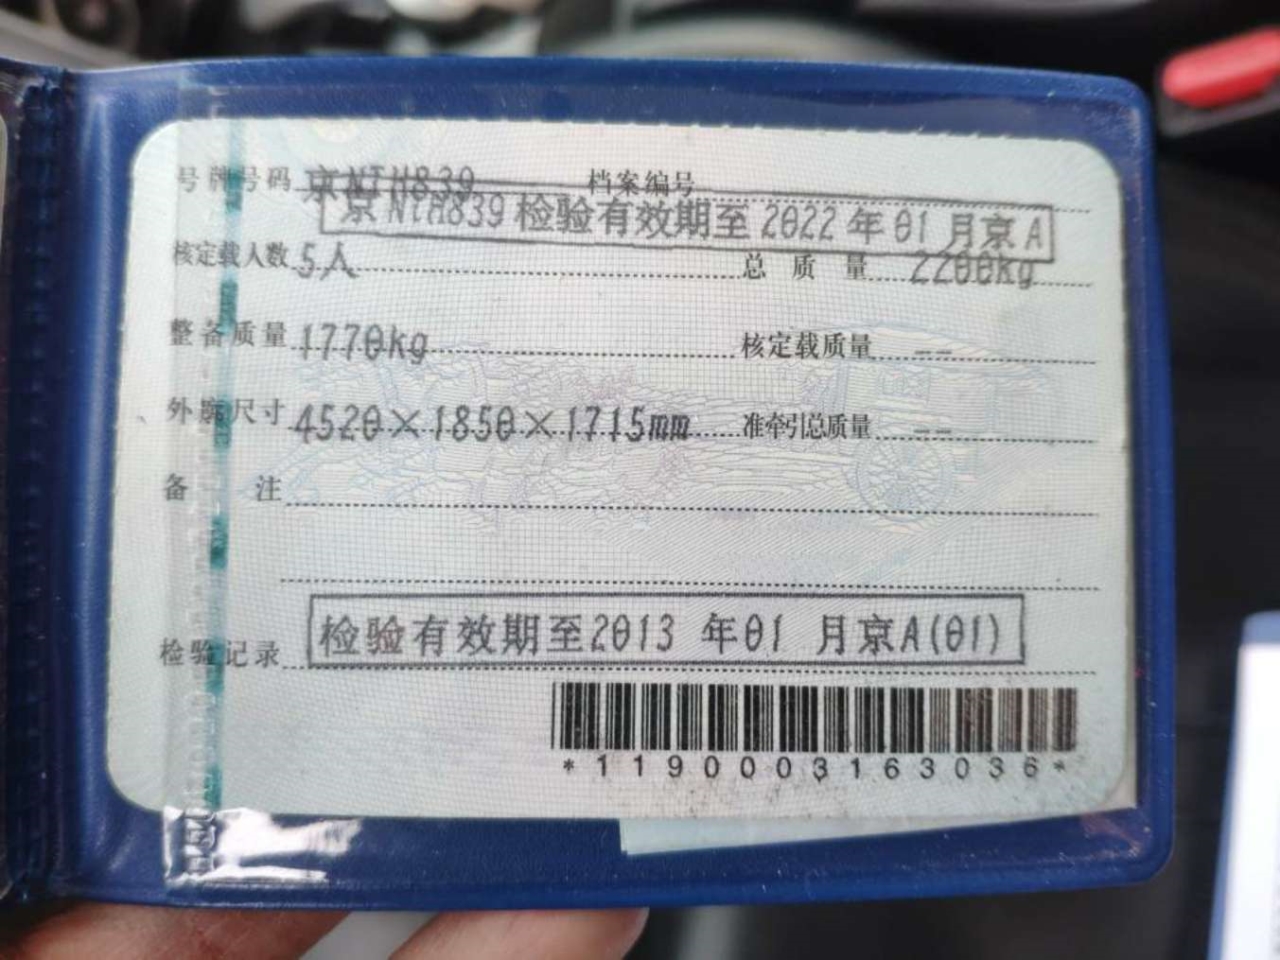 号牌号码 京N1H839 档案编号
京N1H839检验有效期至2022年01月京A
核定载人数 5人 总质量 2200kg
整备质量 1770kg 核定载质量 --
外廓尺寸 4520×1850×1715mm 准牵引总质量 --
备注
检验记录 检验有效期至2013 年01 月京A(01)
*1190003163036*